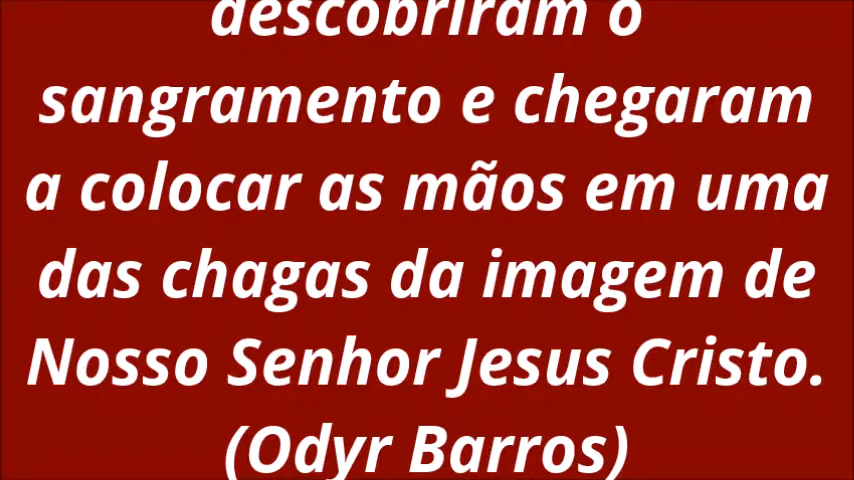 descobriram o
sangramento e chegaram
a colocar as mãos em uma
das chagas da imagem de
Nosso Senhor Jesus Cristo.
(Odyr Barros)